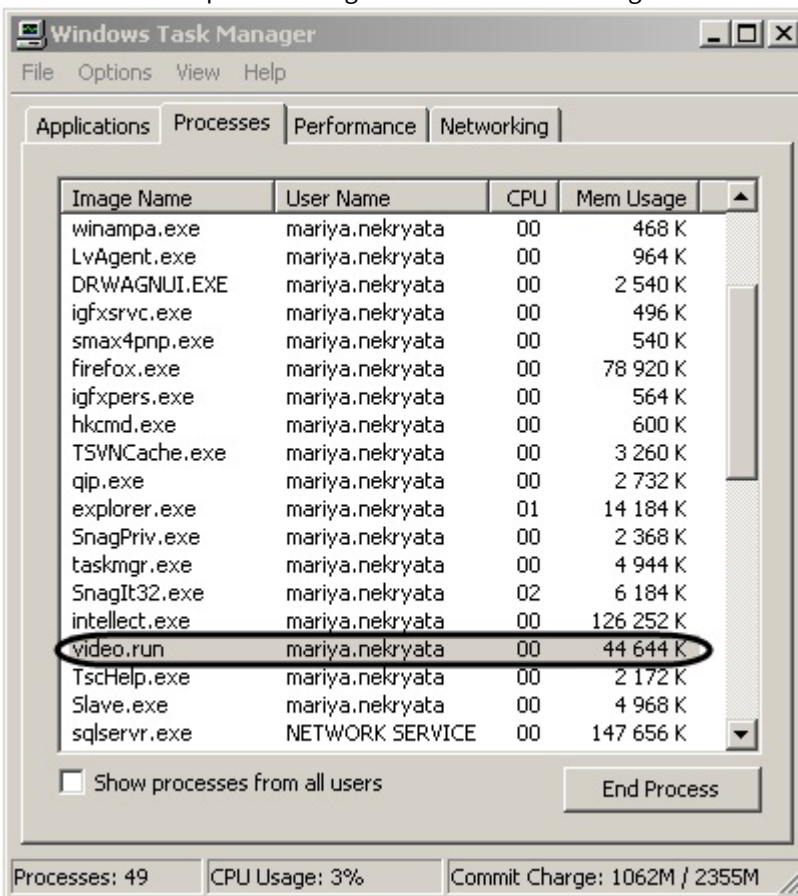 Windows Task Manager
File Options View Help
Applications Processes Performance Networking
Image Name User Name CPU Mem Usage
winampa.exe mariya.nekryata 00 468 K
LvAgent.exe mariya.nekryata 00 964 K
DRWAGNUI.EXE mariya.nekryata 00 2 540 K
igfxsrvc.exe mariya.nekryata 00 496 K
smax4pnp.exe mariya.nekryata 00 540 K
firefox.exe mariya.nekryata 00 78 920 K
igfxpers.exe mariya.nekryata 00 564 K
hkcmd.exe mariya.nekryata 00 600 K
TSVNCache.exe mariya.nekryata 00 3 260 K
qip.exe mariya.nekryata 00 2 732 K
explorer.exe mariya.nekryata 01 14 184 K
SnagPriv.exe mariya.nekryata 00 2 368 K
taskmgr.exe mariya.nekryata 00 4 944 K
SnagIt32.exe mariya.nekryata 02 6 184 K
intellect.exe mariya.nekryata 00 126 252 K
video.run mariya.nekryata 00 44 644 K
TscHelp.exe mariya.nekryata 00 2 172 K
Slave.exe mariya.nekryata 00 4 968 K
sqlservr.exe NETWORK SERVICE 00 147 656 K
Show processes from all users
End Process
Processes: 49 CPU Usage: 3% Commit Charge: 1062M / 2355M